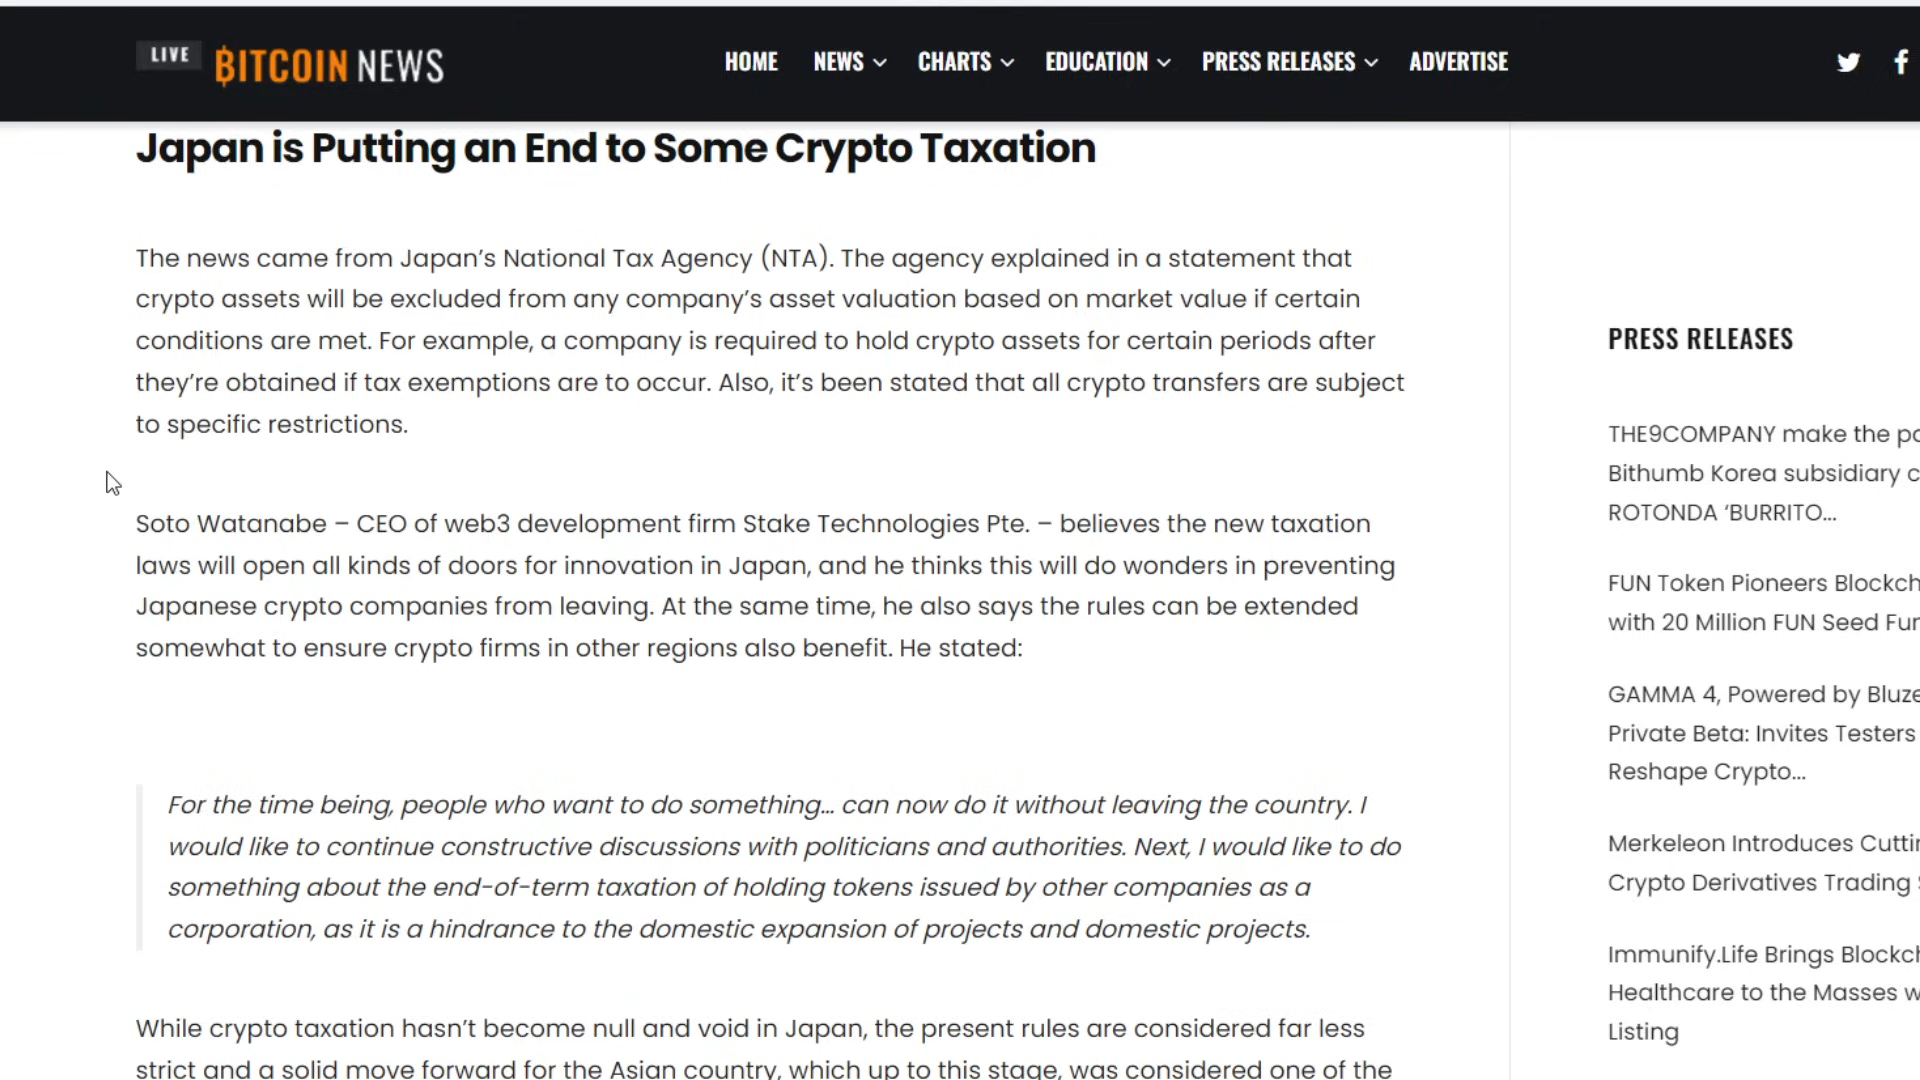 LIVE BITCOIN NEWS
HOME NEWS CHARTS EDUCATION PRESS RELEASES ADVERTISE
Japan is Putting an End to Some Crypto Taxation
The news came from Japan’s National Tax Agency (NTA). The agency explained in a statement that
crypto assets will be excluded from any company’s asset valuation based on market value if certain
conditions are met. For example, a company is required to hold crypto assets for certain periods after
they’re obtained if tax exemptions are to occur. Also, it’s been stated that all crypto transfers are subject
to specific restrictions.
Soto Watanabe – CEO of web3 development firm Stake Technologies Pte. – believes the new taxation
laws will open all kinds of doors for innovation in Japan, and he thinks this will do wonders in preventing
Japanese crypto companies from leaving. At the same time, he also says the rules can be extended
somewhat to ensure crypto firms in other regions also benefit. He stated:
For the time being, people who want to do something… can now do it without leaving the country. I
would like to continue constructive discussions with politicians and authorities. Next, I would like to do
something about the end-of-term taxation of holding tokens issued by other companies as a
corporation, as it is a hindrance to the domestic expansion of projects and domestic projects.
While crypto taxation hasn’t become null and void in Japan, the present rules are considered far less
strict and a solid move forward for the Asian country, which up to this stage, was considered one of the
PRESS RELEASES
THE9COMPANY make the
Bithumb Korea subsidiary
ROTONDA ‘BURRITO…
FUN Token Pioneers
with 20 Million FUN Seed
GAMMA 4, Powered by
Private Beta: Invites Testers
Reshape Crypto…
Merkeleon Introduces
Crypto Derivatives Trading
Immunify.Life Brings
Healthcare to the Masses
Listing